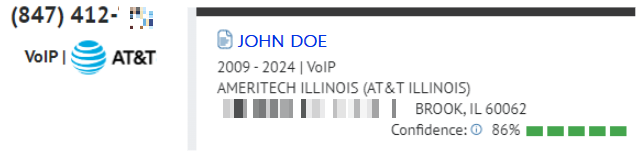 (847) 412-
VoIP | AT&T
JOHN DOE
2009 - 2024 | VoIP
AMERITECH ILLINOIS (AT&T ILLINOIS)
BROOK, IL 60062
Confidence: 86%